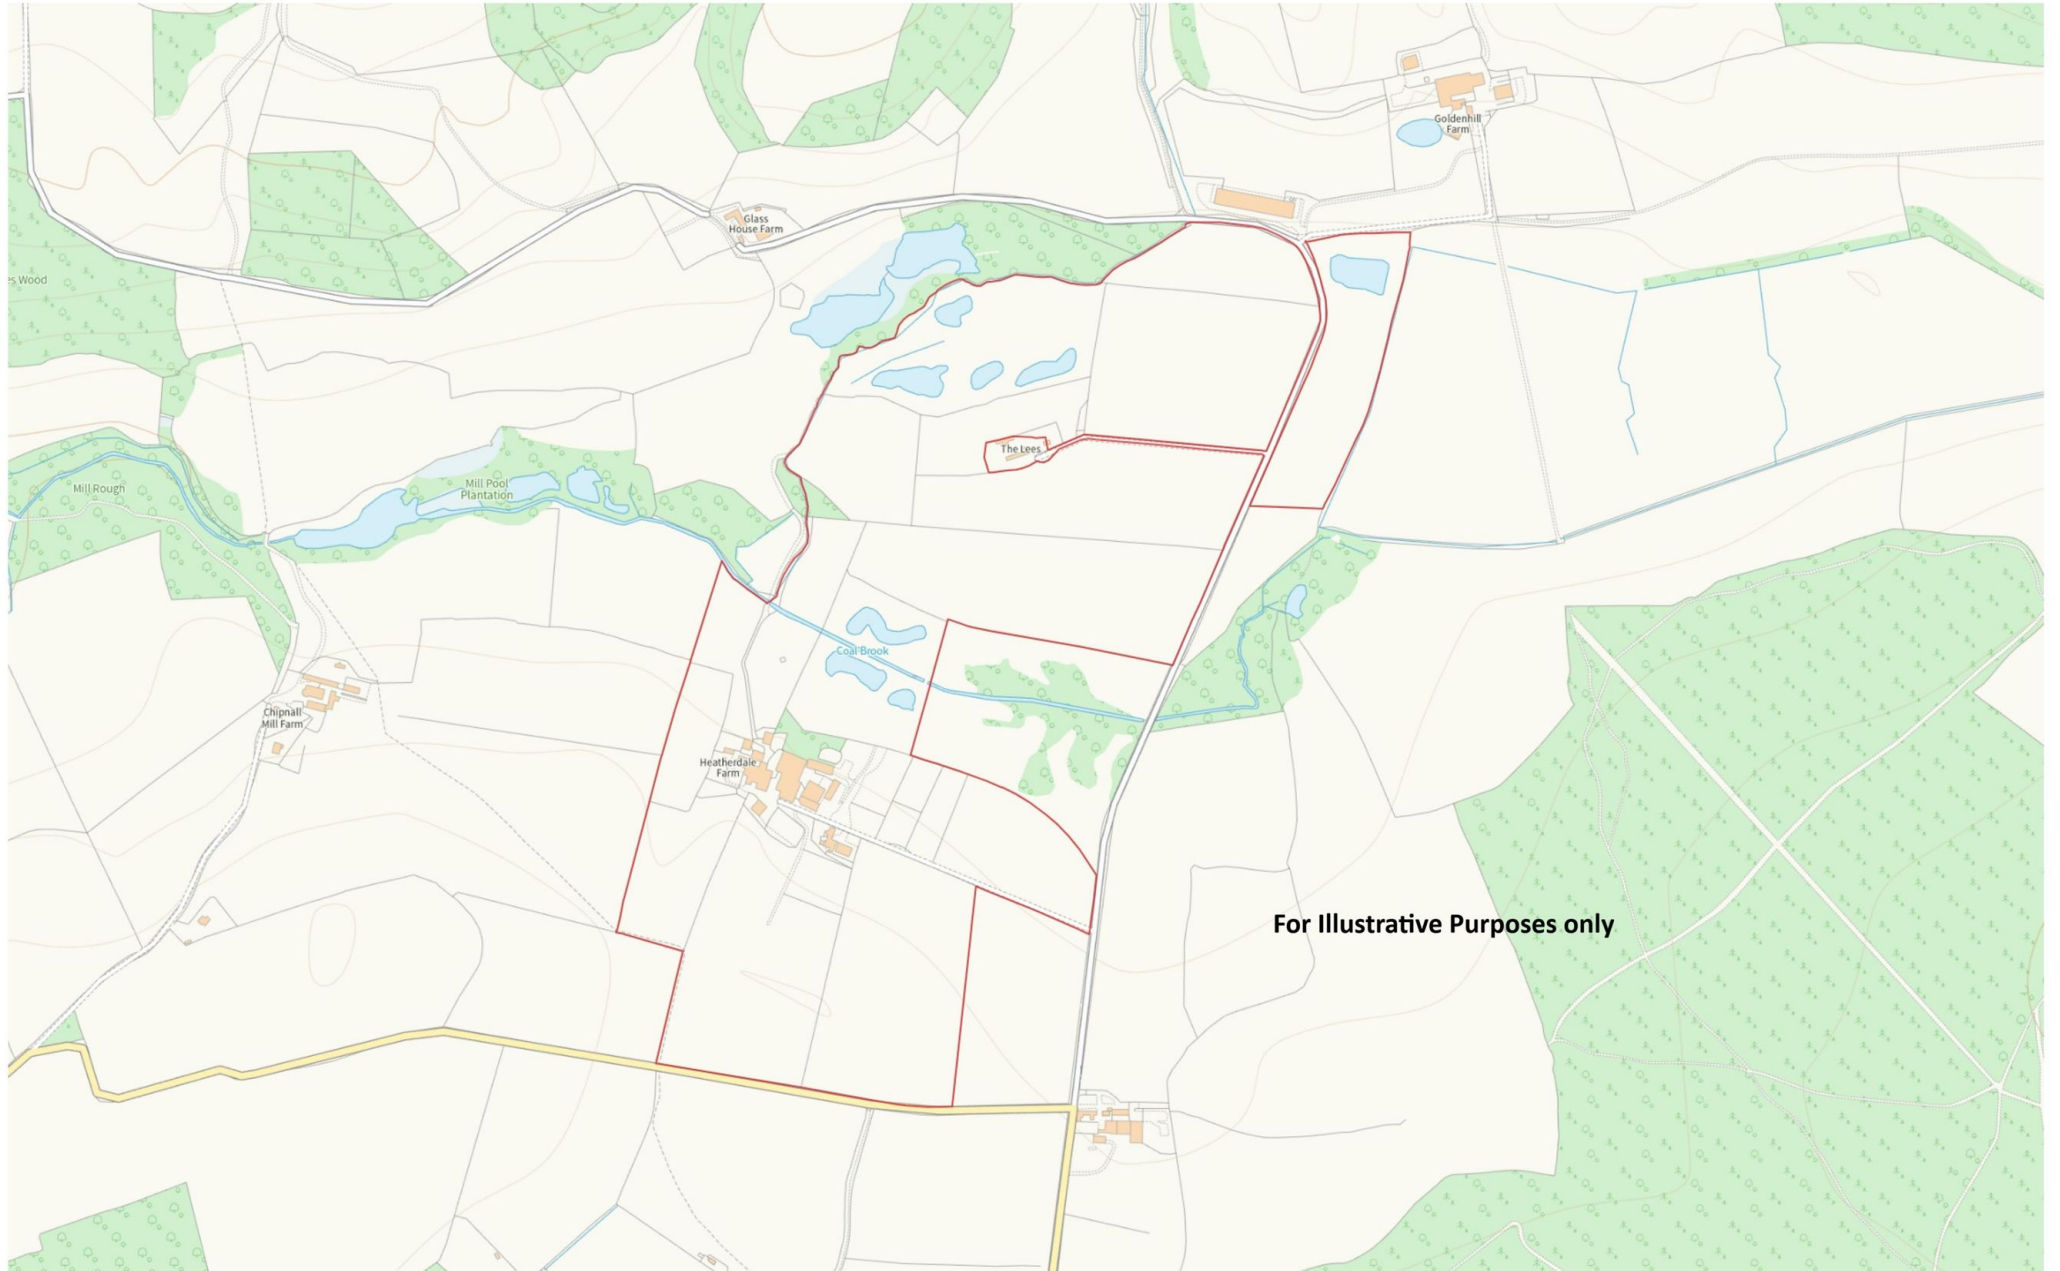 Goldenhill
Farm
Glass
House Farm
es Wood
The Lees
Mill Rough
Mill Pool
Plantation
Coal Brook
Chipnall
Mill Farm
Heatherdale
Farm
For Illustrative Purposes only